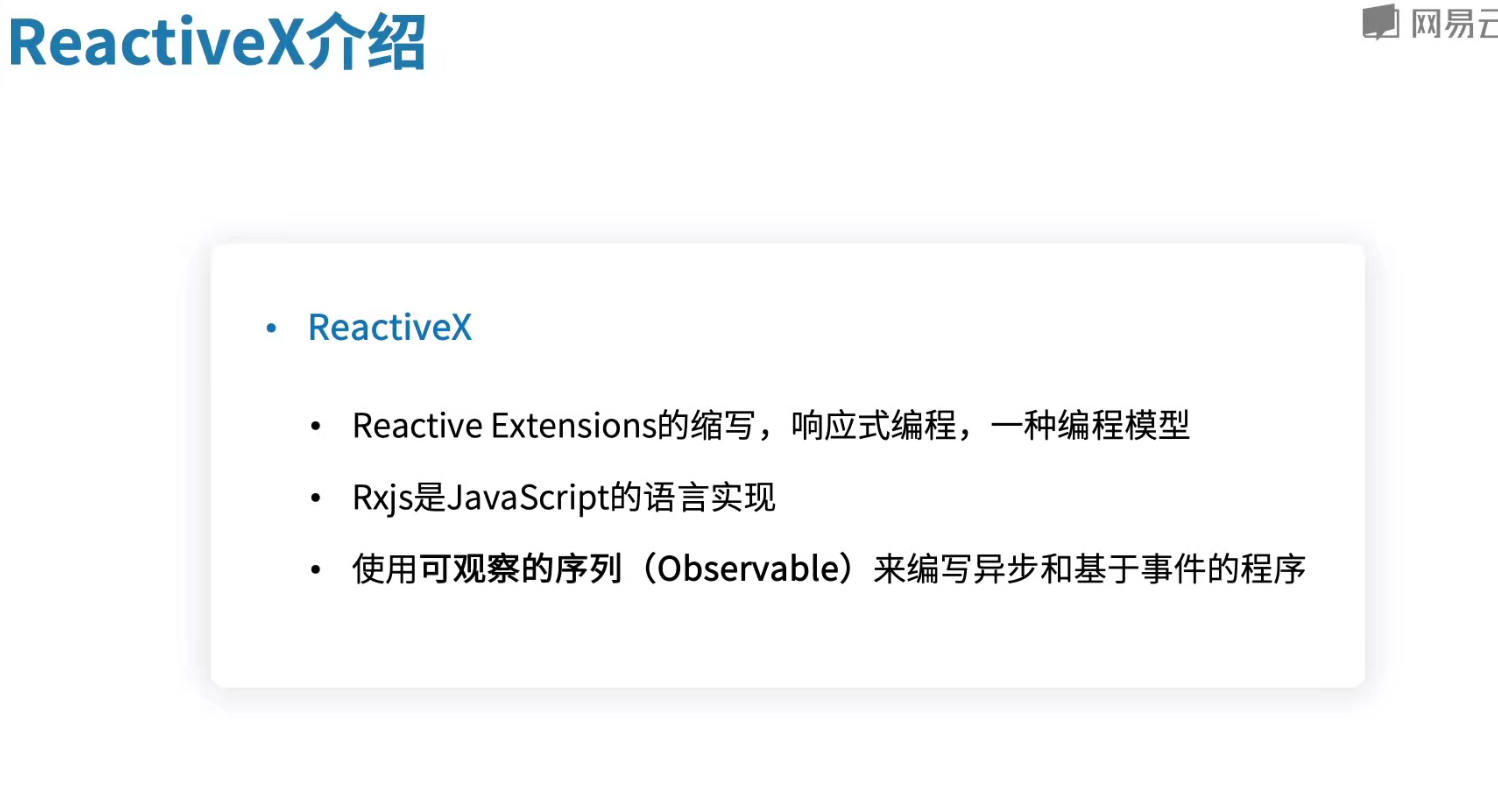 ReactiveX介绍
网易云
• ReactiveX
• Reactive Extensions的缩写，响应式编程，一种编程模型
• Rxjs是JavaScript的语言实现
• 使用可观察的序列（Observable）来编写异步和基于事件的程序